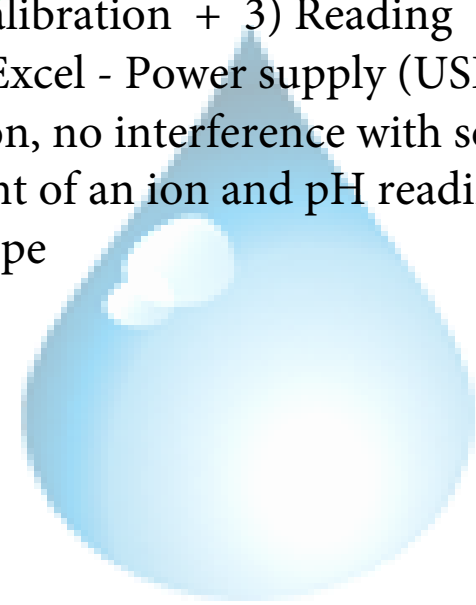 alibration + 3) Reading
Excel - Power supply (US
on, no interference with s
nt of an ion and pH readi
pe